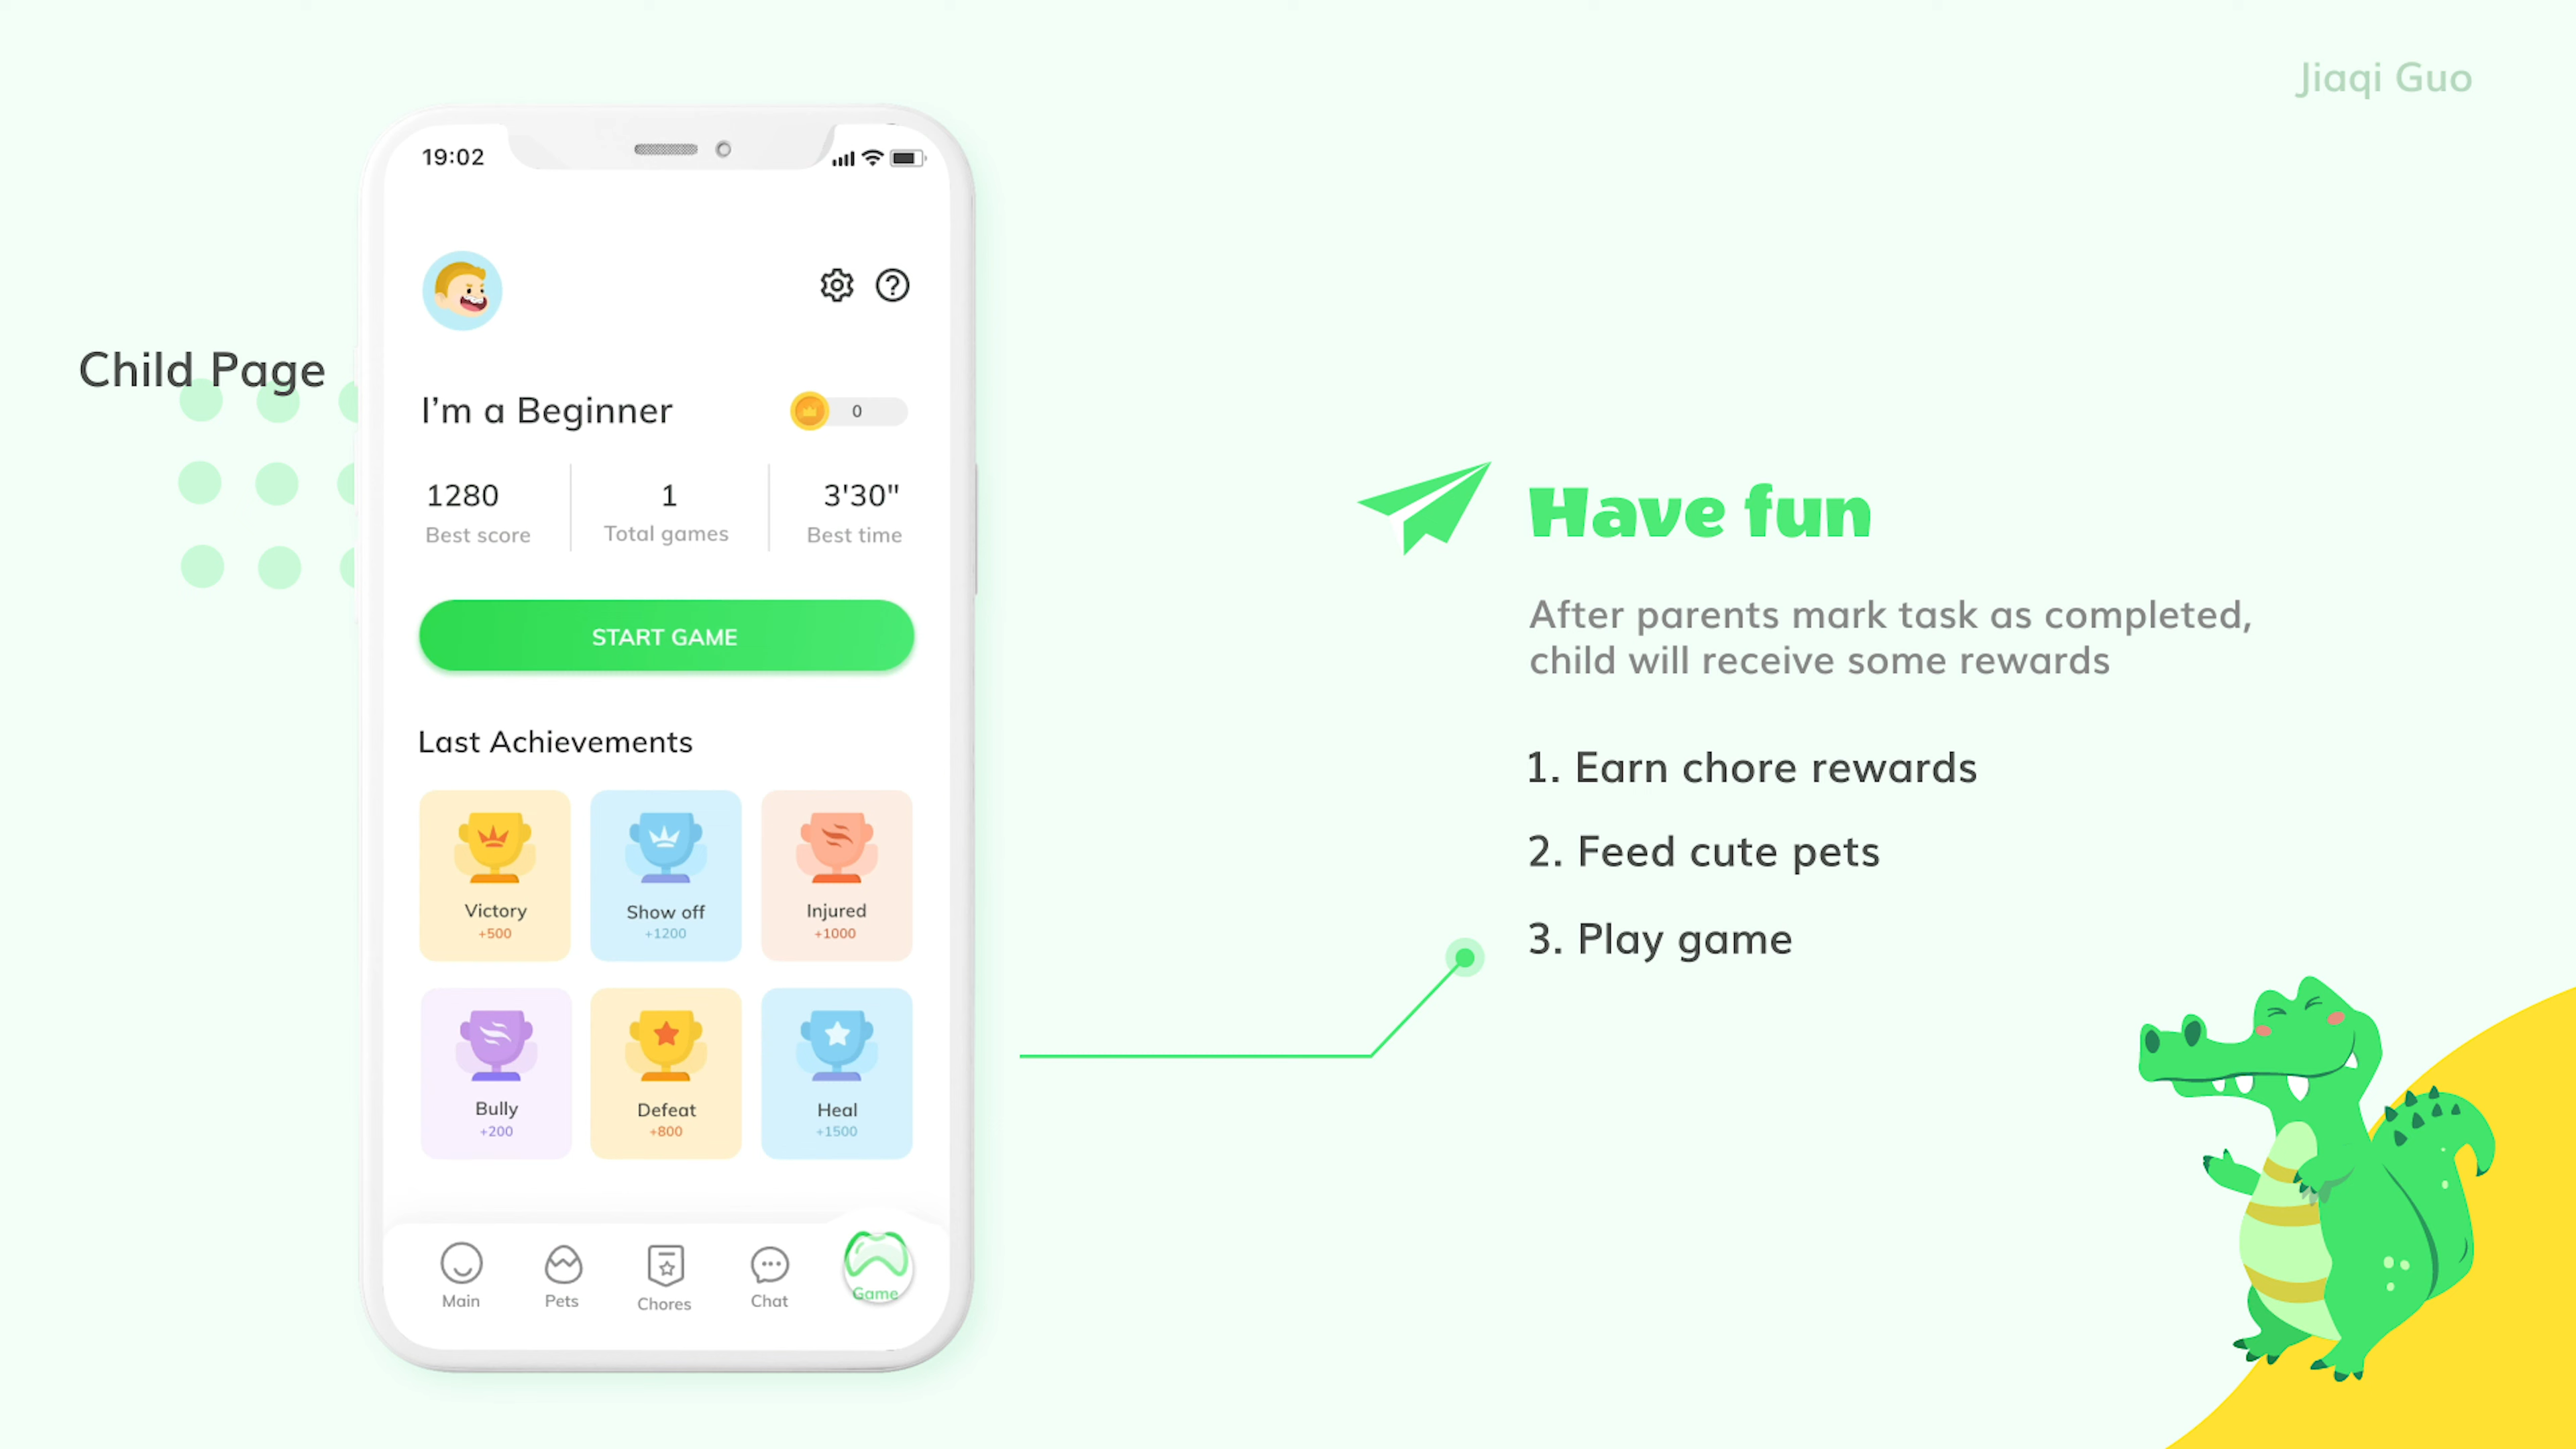 Jiaqi Guo
Child Page
19:02
I'm a Beginner
0
1280
Best score
1
Total games
3'30"
Best time
START GAME
Last Achievements
Victory
+500
Show off
+1200
Injured
+1000
Bully
+200
Defeat
+800
Heal
+1500
Main
Pets
Chores
Chat
Game
Have fun
After parents mark task as completed,
child will receive some rewards
1. Earn chore rewards
2. Feed cute pets
3. Play game